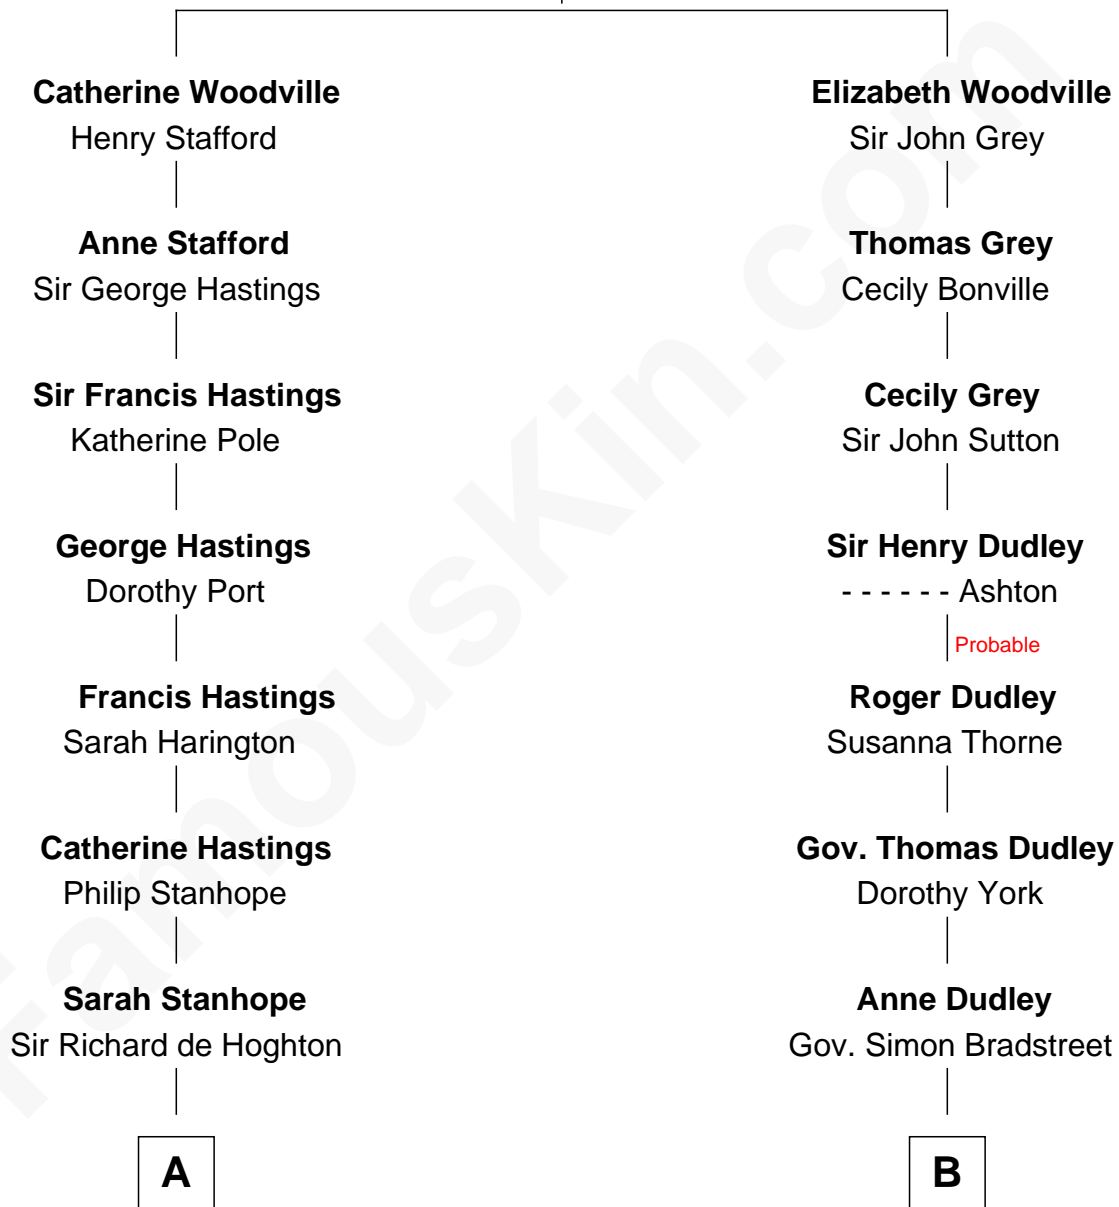 Catherine Woodville
Henry Stafford
Anne Stafford
Sir George Hastings
Sir Francis Hastings
Katherine Pole
George Hastings
Dorothy Port
Francis Hastings
Sarah Harington
Catherine Hastings
Philip Stanhope
Sarah Stanhope
Sir Richard de Hoghton
A
Elizabeth Woodville
Sir John Grey
Thomas Grey
Cecily Bonville
Cecily Grey
Sir John Sutton
Sir Henry Dudley
- - - - - - Ashton
Probable
Roger Dudley
Susanna Thorne
Gov. Thomas Dudley
Dorothy York
Anne Dudley
Gov. Simon Bradstreet
B
FamousKin.com